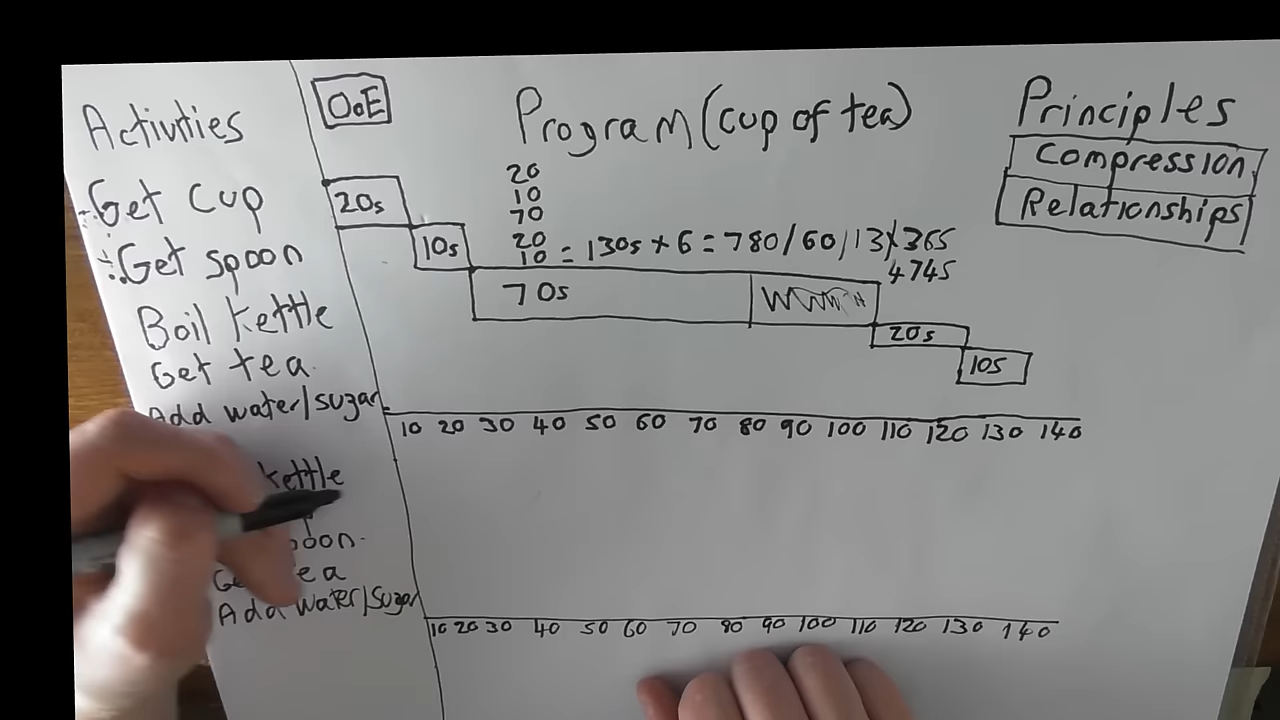 Activities
OoE
Program (cup of tea)
Principles
Compression
Relationships
Get cup
Get spoon
Boil kettle
Get tea
Add water/sugar
20s
10s
20
10
70
20
10 = 130s * 6 = 780/60, 13 * 365
4745
70s
20s
10s
10 20 30 40 50 60 70 80 90 100 110 120 130 140
kettle
tea
Add water/sugar
10 20 30 40 50 60 70 80 90 100 110 120 130 140